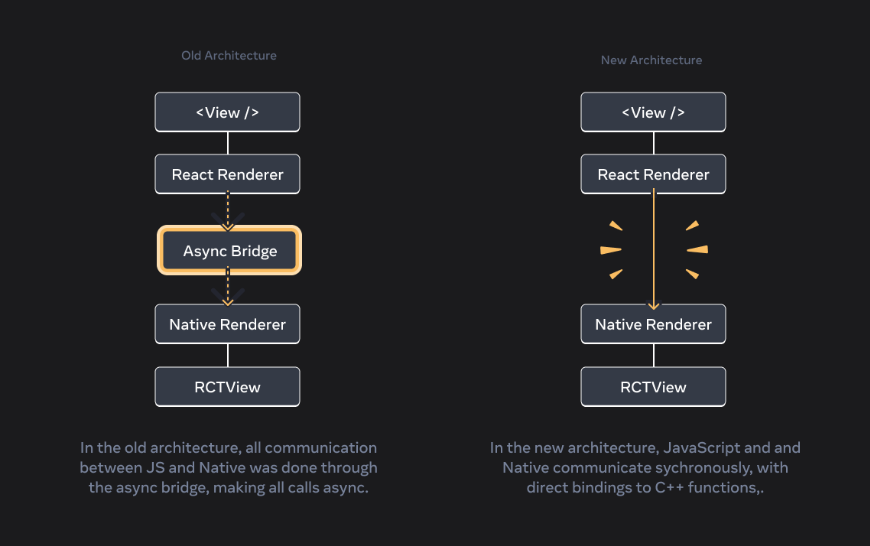 Old Architecture
<View />
React Renderer
Async Bridge
Native Renderer
RCTView
In the old architecture, all communication
between JS and Native was done through
the async bridge, making all calls async.
New Architecture
<View />
React Renderer
Native Renderer
RCTView
In the new architecture, JavaScript and and
Native communicate sychronously, with
direct bindings to C++ functions,.